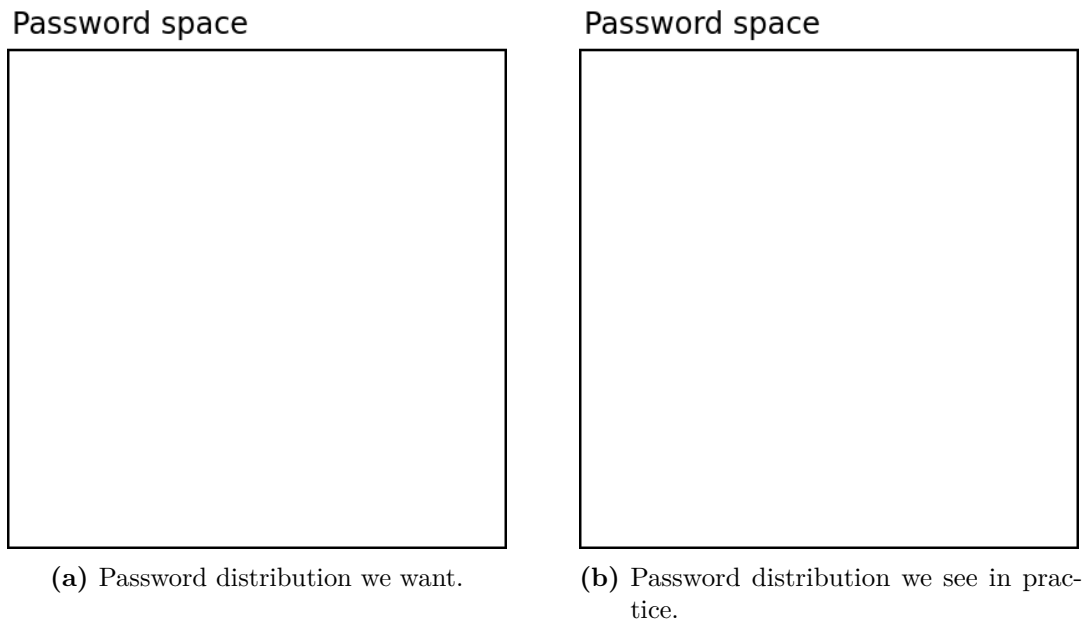 Password space
Password space
(a) Password distribution we want.
(b) Password distribution we see in prac-
tice.